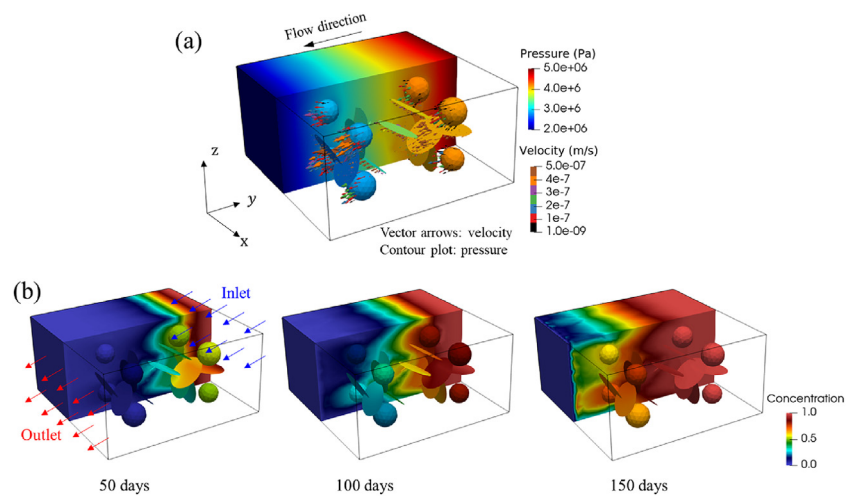 (a)
Flow direction
Pressure (Pa)
5.0e+06
4.0e+6
3.0e+6
2.0e+06
Velocity (m/s)
5.0e-07
4e-7
3e-7
2e-7
1e-7
1.0e-09
z
y
x
Vector arrows: velocity
Contour plot: pressure
(b)
Inlet
Outlet
Concentration
1.0
0.5
0.0
50 days
100 days
150 days